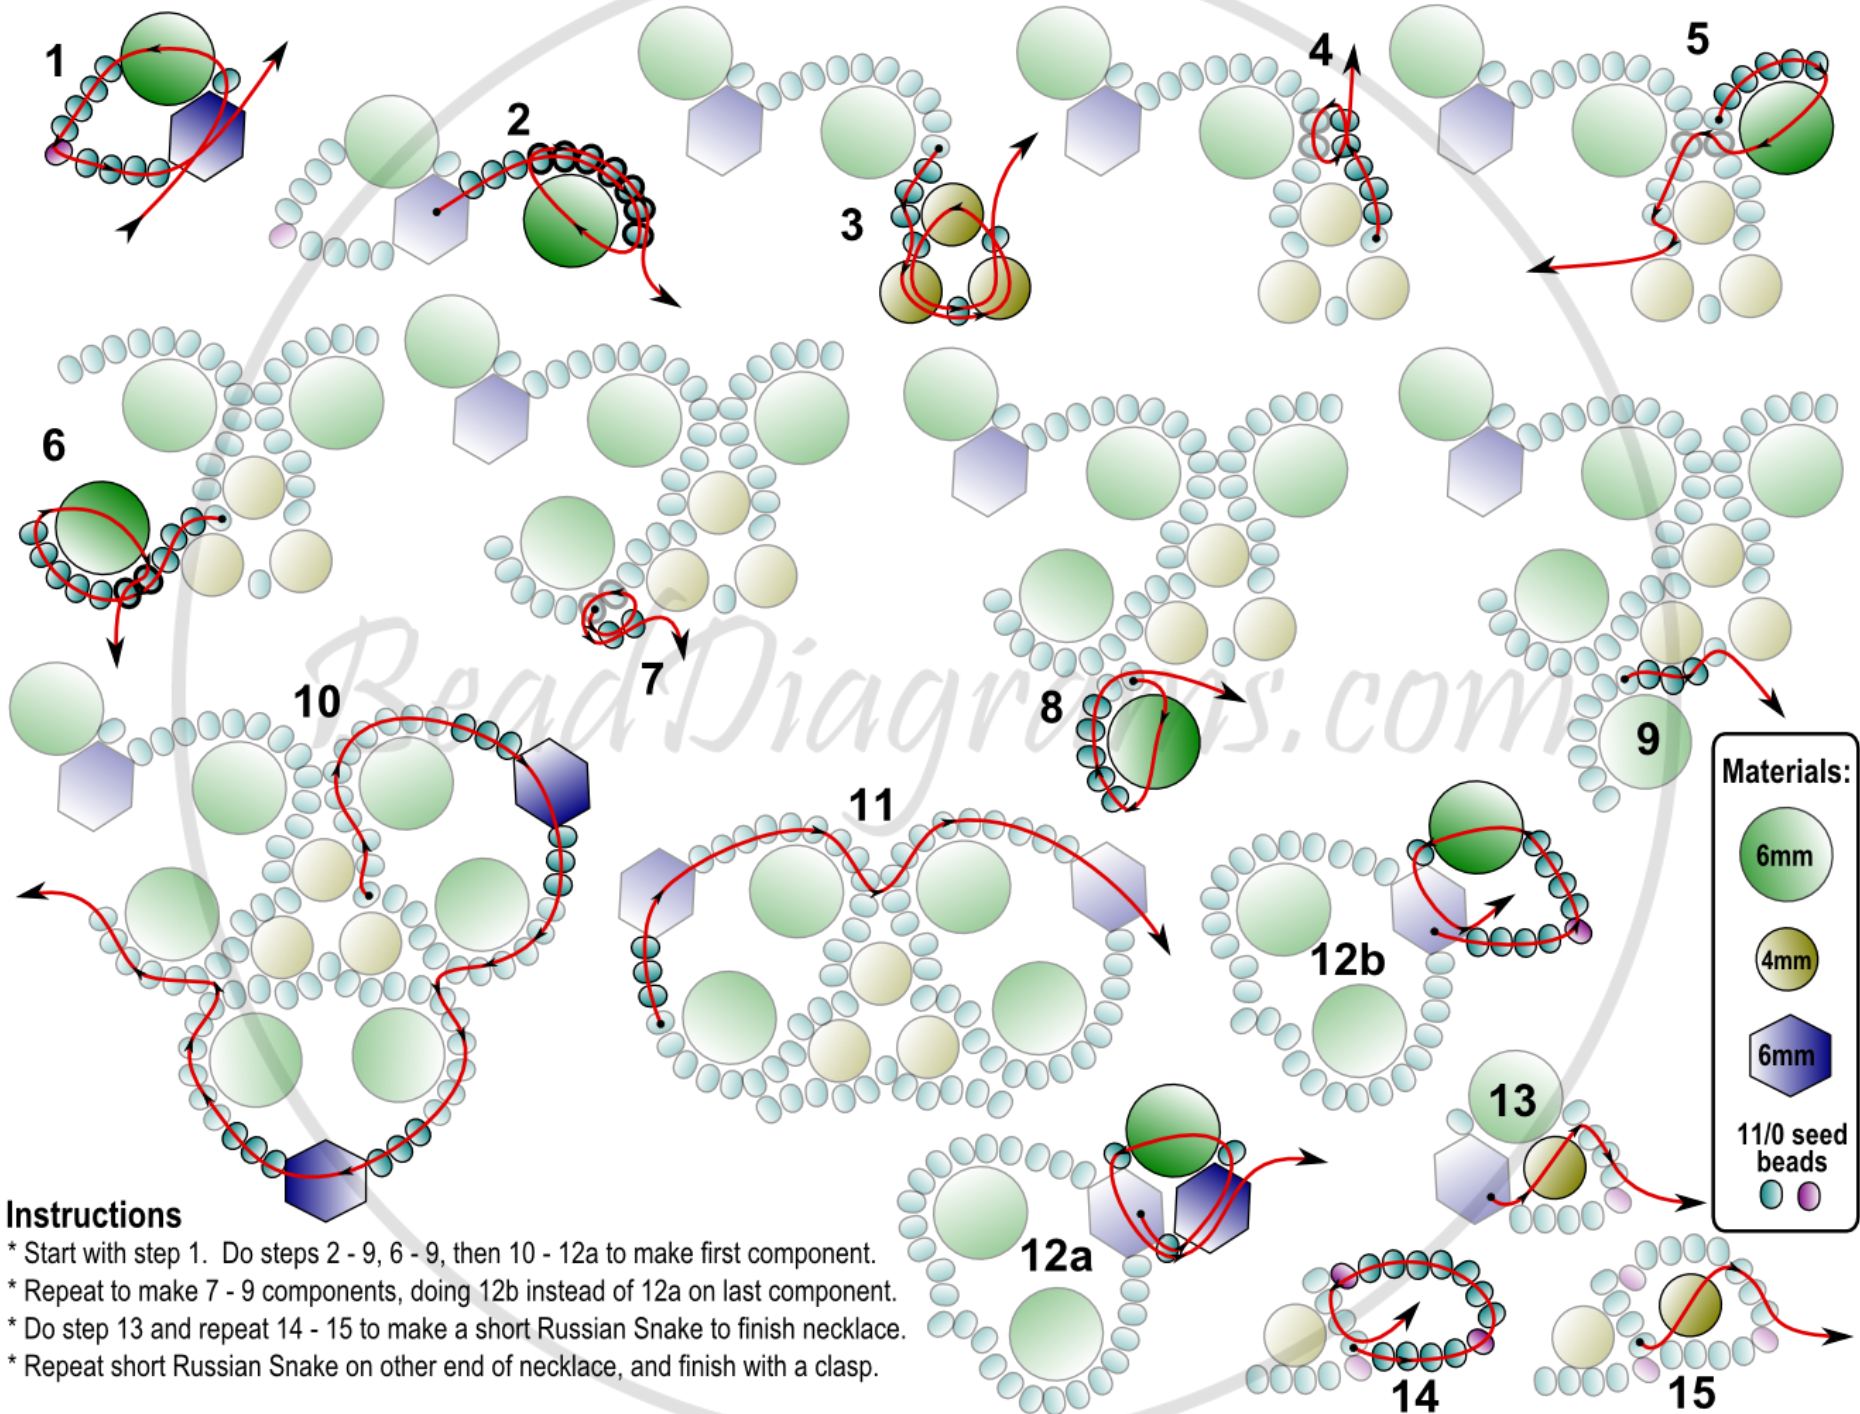 1
2
3
4
5
6
7
8
9
10
11
12b
12a
13
14
15
BeadDiagrams.com
Materials:
6mm
4mm
6mm
11/0 seed
beads
Instructions
* Start with step 1. Do steps 2 - 9, 6 - 9, then 10 - 12a to make first component.
* Repeat to make 7 - 9 components, doing 12b instead of 12a on last component.
* Do step 13 and repeat 14 - 15 to make a short Russian Snake to finish necklace.
* Repeat short Russian Snake on other end of necklace, and finish with a clasp.